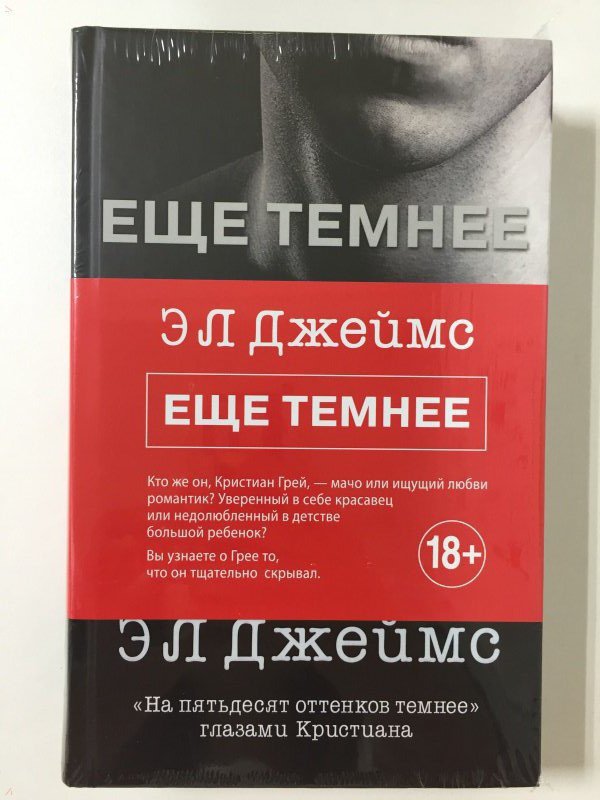 ЕЩЕ ТЕМНЕЕ
ЭЛ Джеймс
ЕЩЕ ТЕМНЕЕ
Кто же он, Кристиан Грей, — мачо или ищущий любви
романтик? Уверенный в себе красавец
или недолюбленный в детстве
большой ребенок?
Вы узнаете о Грее то,
что он тщательно скрывал.
18+
ЭЛ Джеймс
«На пятьдесят оттенков темнее»
глазами Кристиана